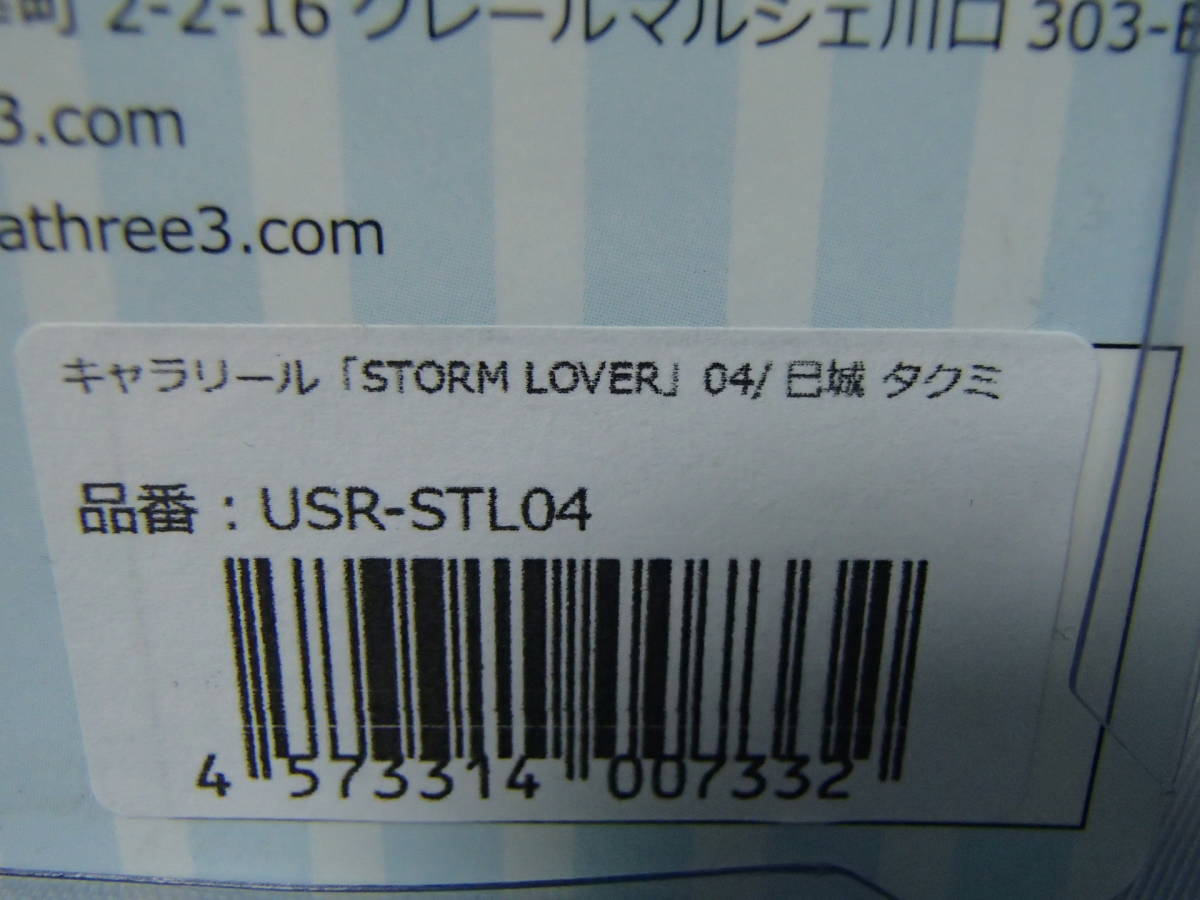 町 2-2-16 グレールマルシェ川口 303-B
3.com
athree3.com
キャラリール「STORM LOVER」04/ 巳城 タクミ
品番：USR-STL04
4 573314 007332